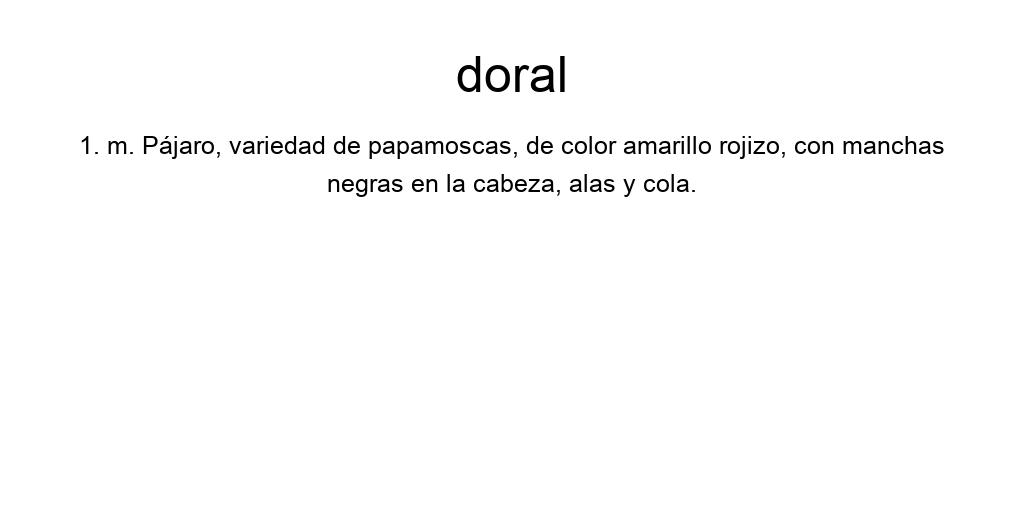 doral
1. m. Pájaro, variedad de papamoscas, de color amarillo rojizo, con manchas
negras en la cabeza, alas y cola.